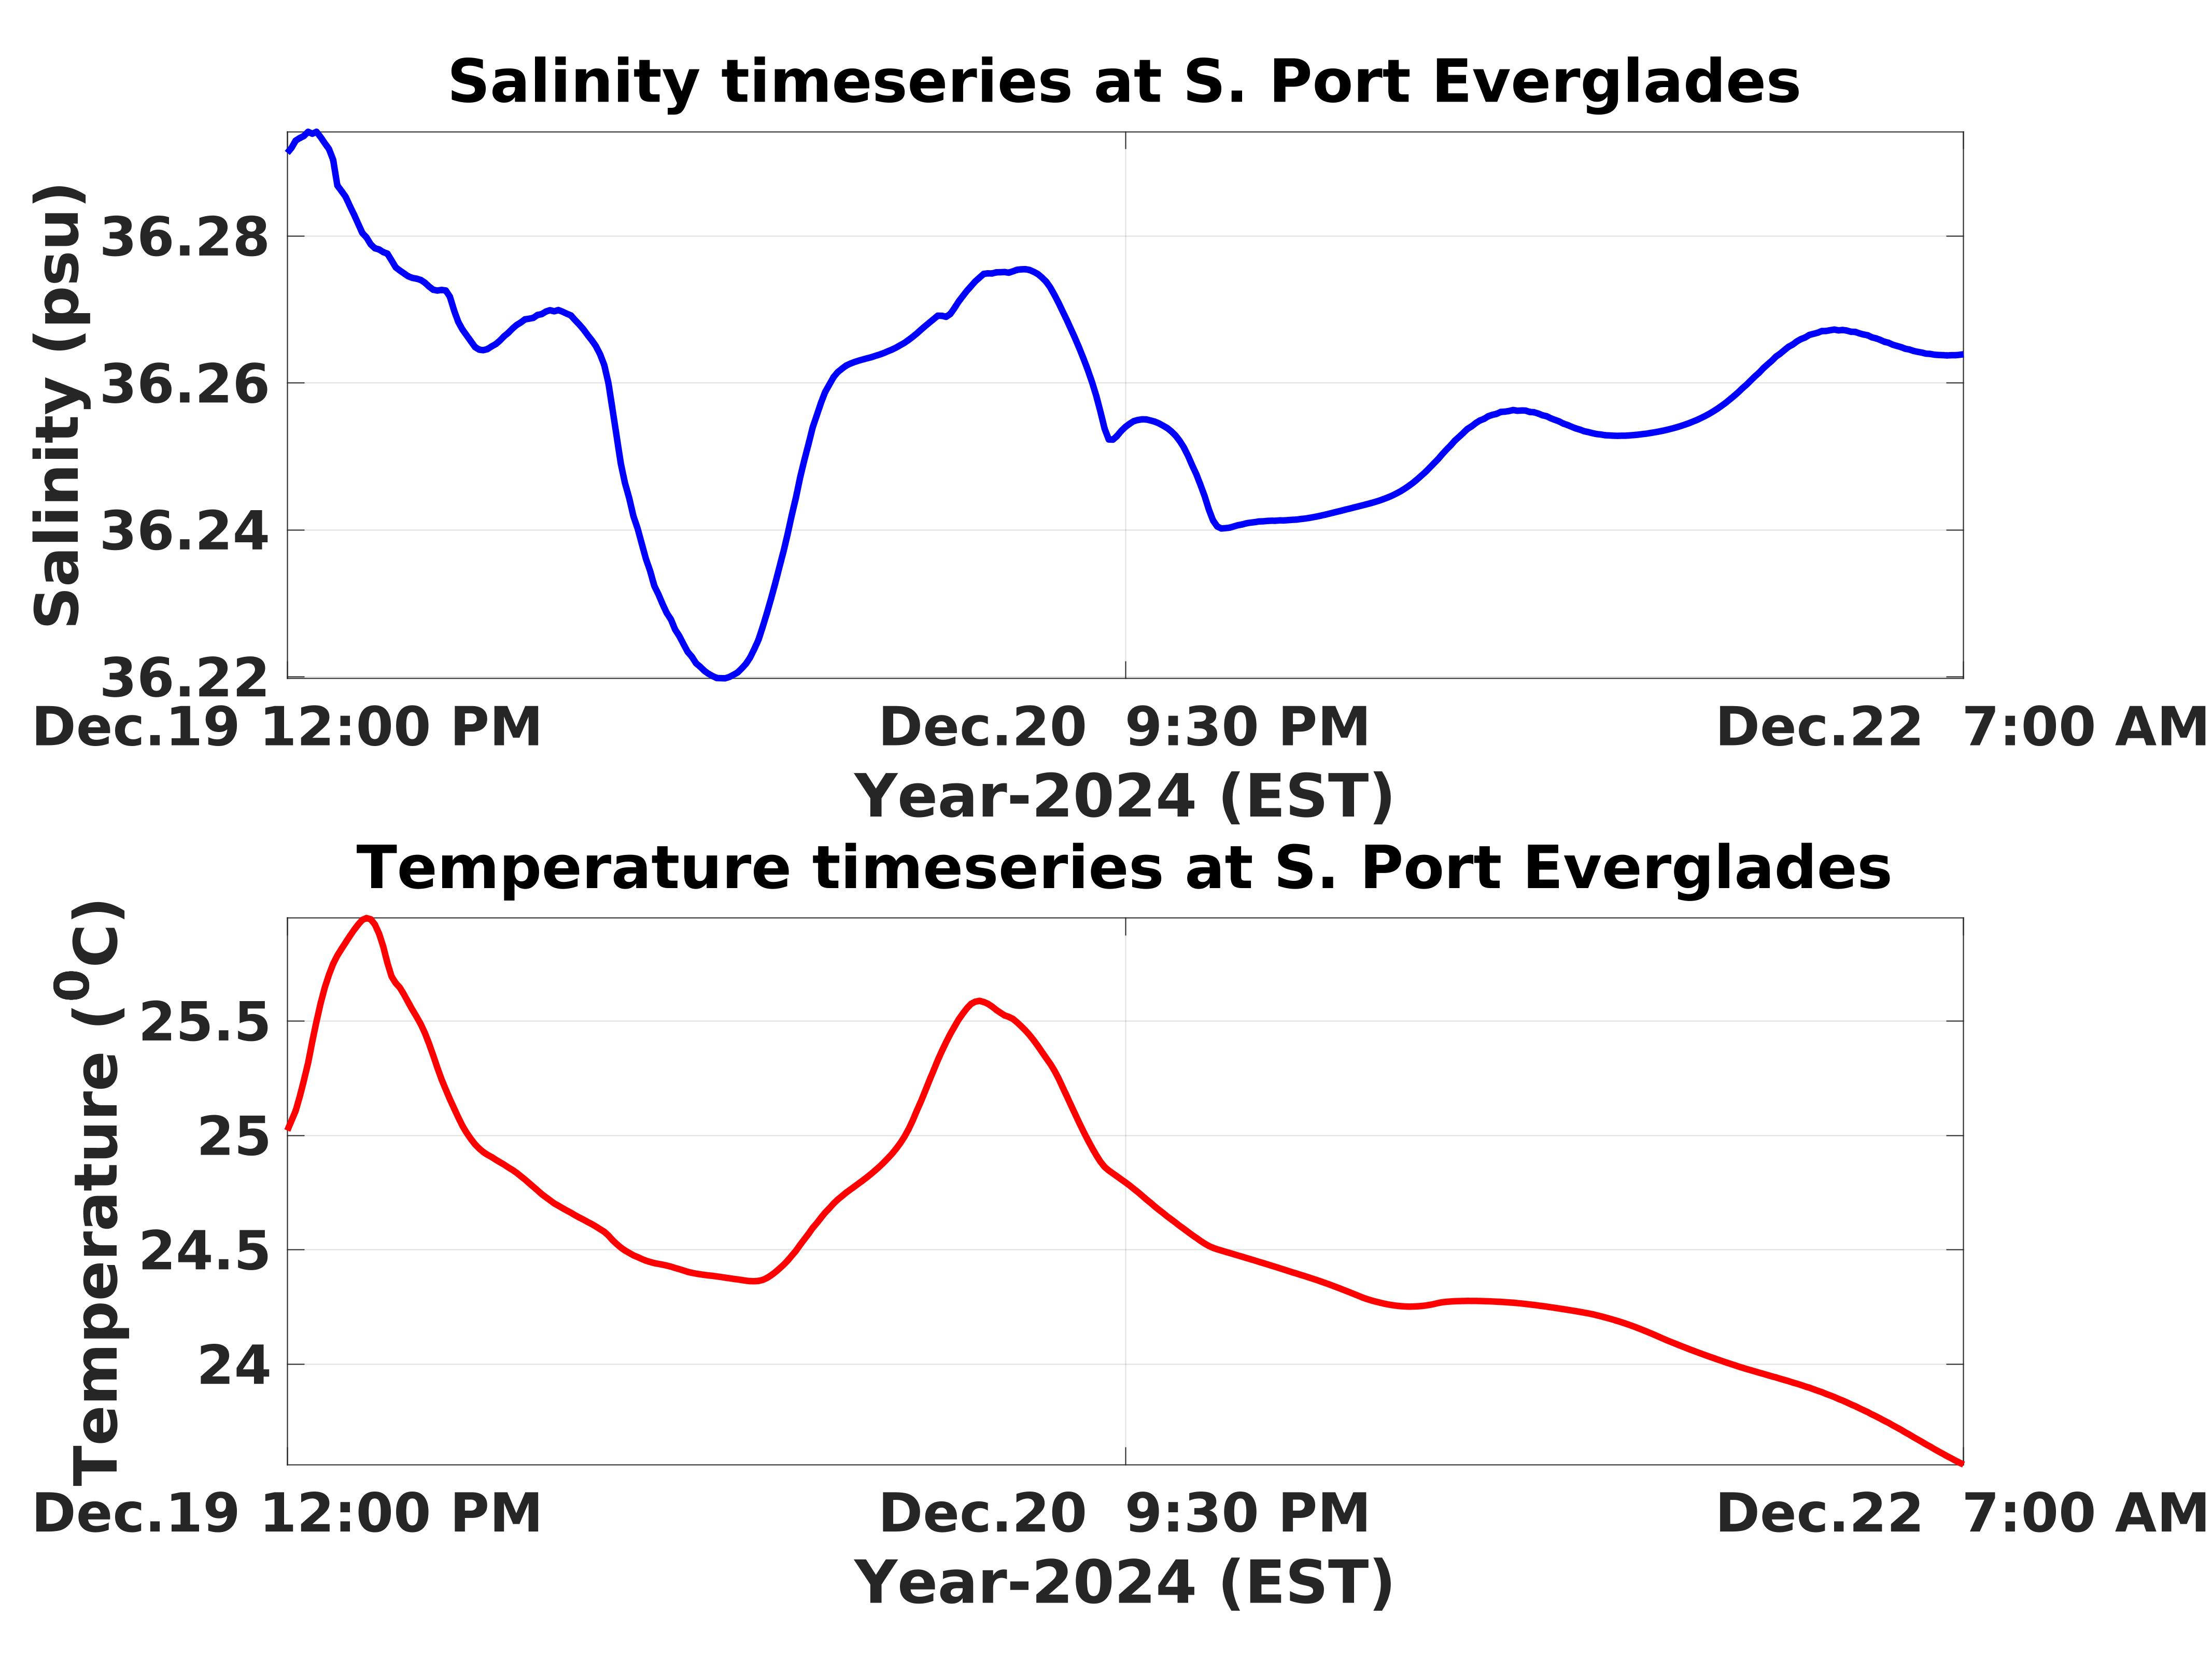 Salinity timeseries at S. Port Everglades
Salinity (psu)
36.28
36.26
36.24
36.22
Dec.19 12:00 PM Dec.20 9:30 PM Dec.22 7:00 AM
Year-2024 (EST)
Temperature timeseries at S. Port Everglades
Temperature (⁰C)
25.5
25
24.5
24
Dec.19 12:00 PM Dec.20 9:30 PM Dec.22 7:00 AM
Year-2024 (EST)